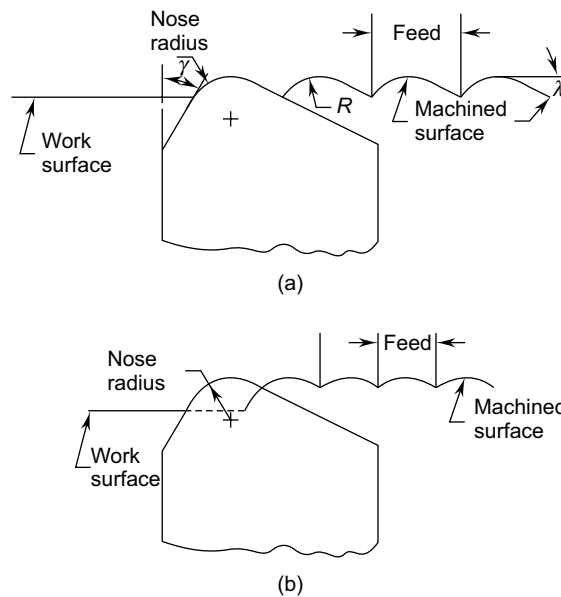 Nose
radius
γ
Feed
R
Machined
surface
λ
Work
surface
(a)
Nose
radius
Feed
Machined
surface
Work
surface
(b)